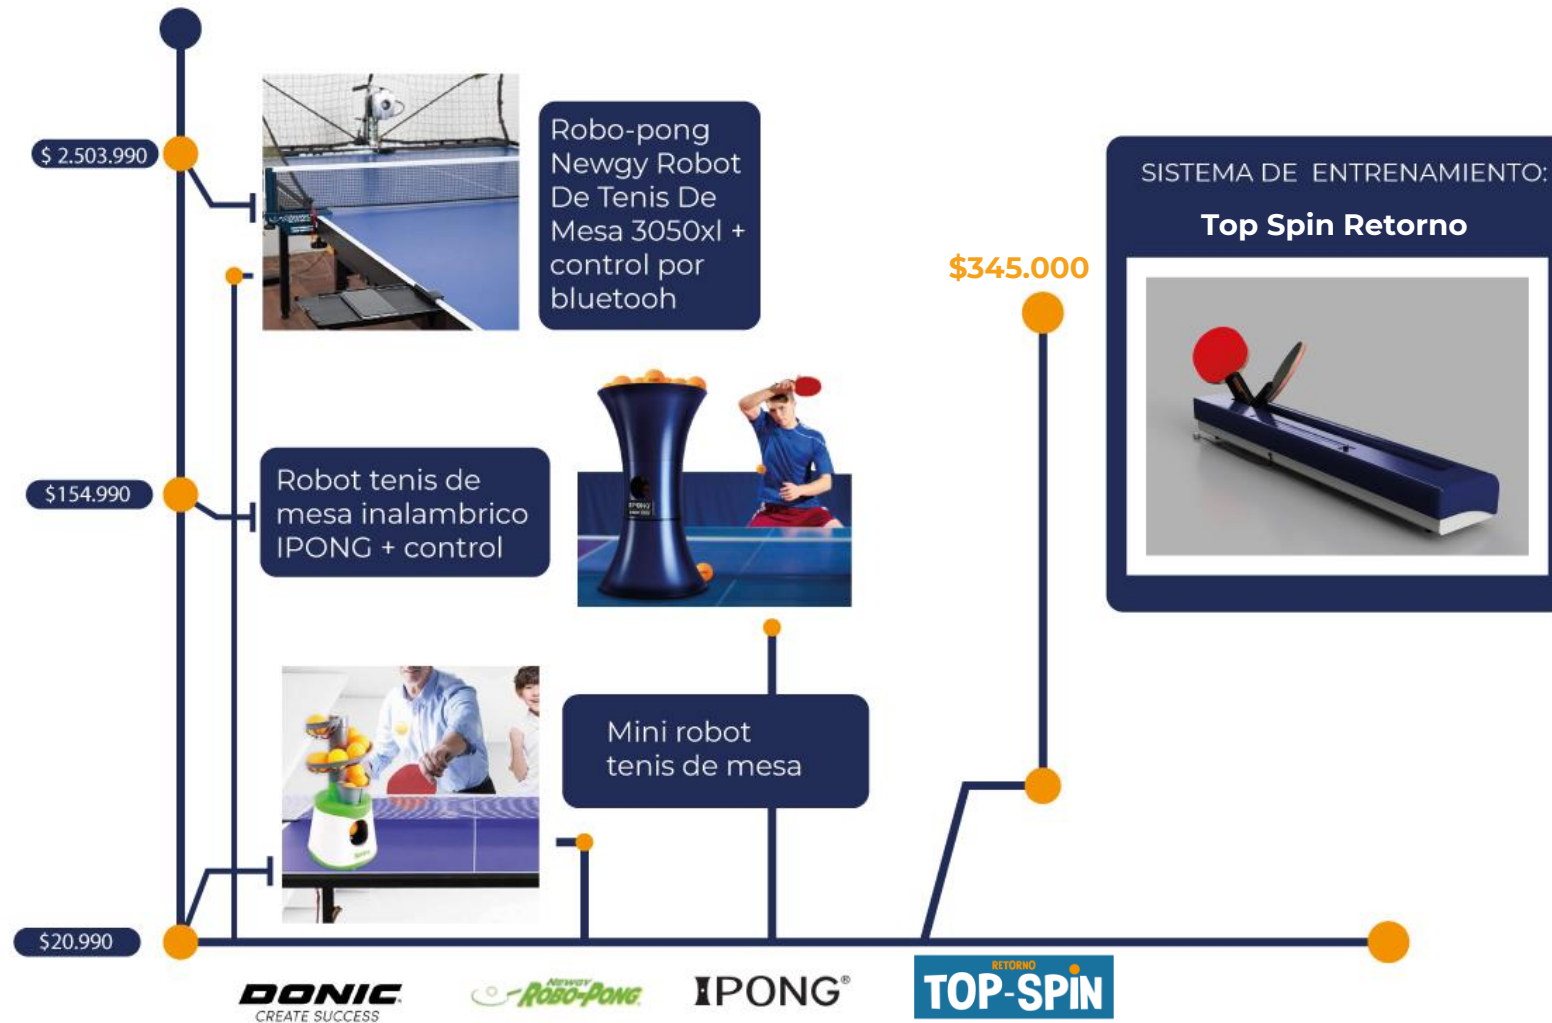 $ 2.503.990
Robo-pong
Newgy Robot
De Tenis De
Mesa 3050xl +
control por
bluetooh
SISTEMA DE ENTRENAMIENTO:
Top Spin Retorno
$345.000
$154.990
Robot tenis de
mesa inalambrico
IPONG + control
IPONG
Mini robot
tenis de mesa
$20.990
DONIC
CREATE SUCCESS
NEWGY
ROBO-PONG
IPONG®
RETORNO
TOP-SPIN